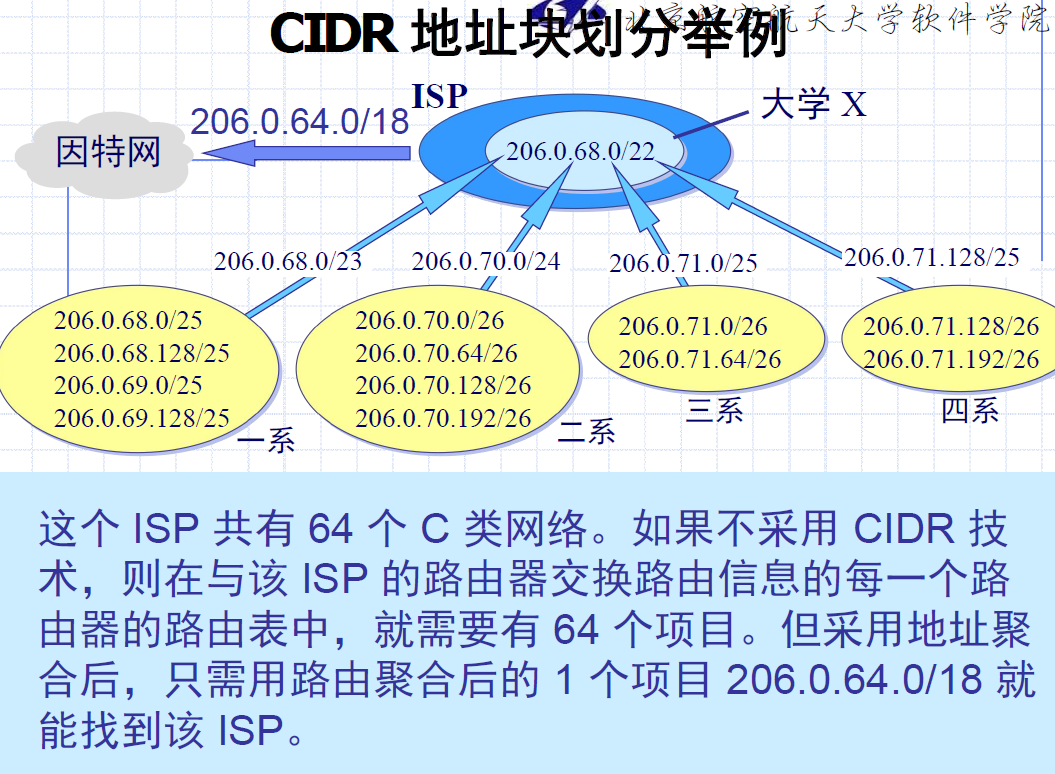 北京航空航天大学软件学院
CIDR 地址块划分举例
ISP
大学 X
206.0.64.0/18
因特网
206.0.68.0/22
206.0.68.0/23
206.0.70.0/24
206.0.71.0/25
206.0.71.128/25
206.0.68.0/25
206.0.68.128/25
206.0.69.0/25
206.0.69.128/25
一系
206.0.70.0/26
206.0.70.64/26
206.0.70.128/26
206.0.70.192/26
二系
206.0.71.0/26
206.0.71.64/26
三系
206.0.71.128/26
206.0.71.192/26
四系
这个 ISP 共有 64 个 C 类网络。如果不采用 CIDR 技
术，则在与该 ISP 的路由器交换路由信息的每一个路
由器的路由表中，就需要有 64 个项目。但采用地址聚
合后，只需用路由聚合后的 1 个项目 206.0.64.0/18 就
能找到该 ISP。